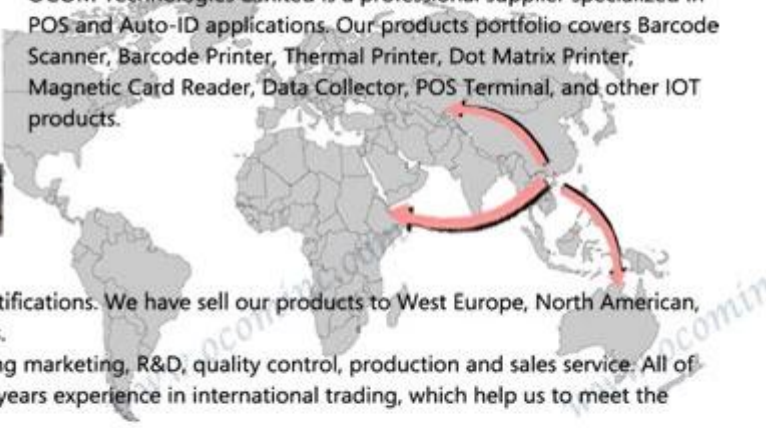 POS and Auto-ID applications. Our products portfolio covers Barcode
Scanner, Barcode Printer, Thermal Printer, Dot Matrix Printer,
Magnetic Card Reader, Data Collector, POS Terminal, and other IOT
products.
tifications. We have sell our products to West Europe, North American,
ng marketing, R&D, quality control, production and sales service. All of
years experience in international trading, which help us to meet the